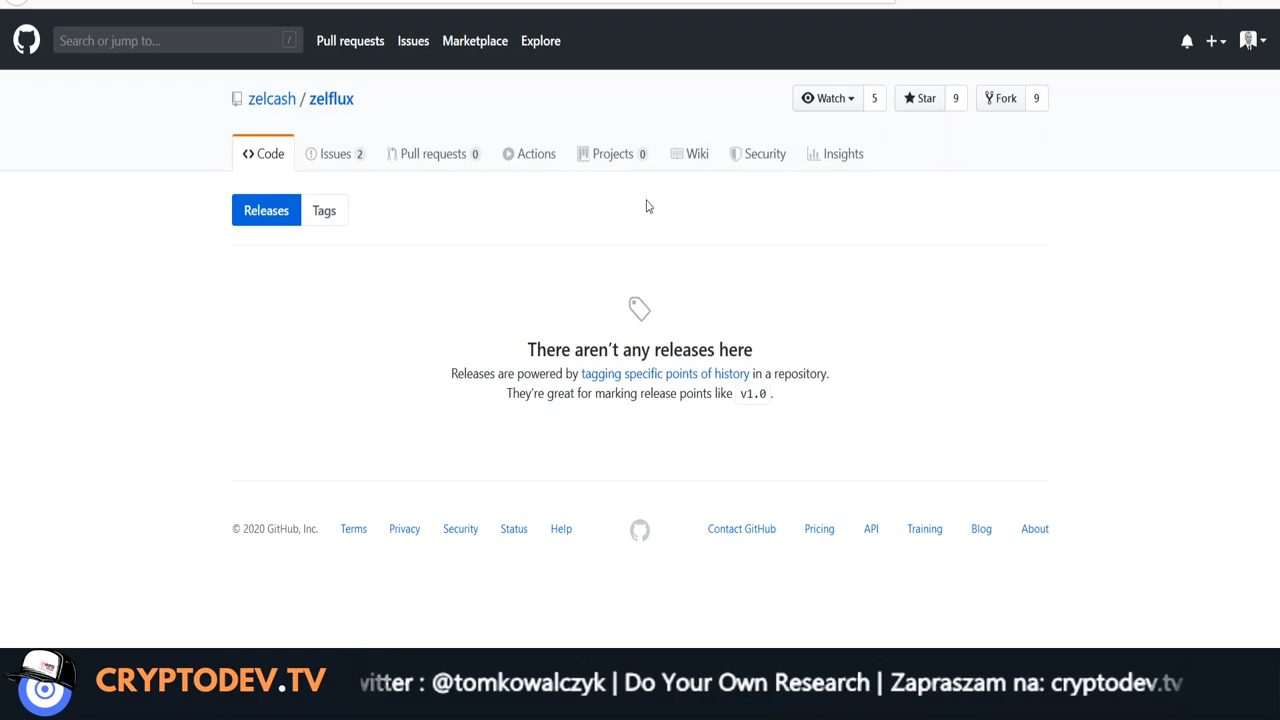 Search or jump to... /
Pull requests Issues Marketplace Explore
zelcash / zelflux
Watch 5 Star 9 Fork 9
Code Issues 2 Pull requests 0 Actions Projects 0 Wiki Security Insights
Releases Tags
There aren't any releases here
Releases are powered by tagging specific points of history in a repository.
They're great for marking release points like v1.0 .
© 2020 GitHub, Inc. Terms Privacy Security Status Help Contact GitHub Pricing API Training Blog About
CRYPTODEV.TV
witter : @tomkowalczyk | Do Your Own Research | Zapraszam na: cryptodev.tv